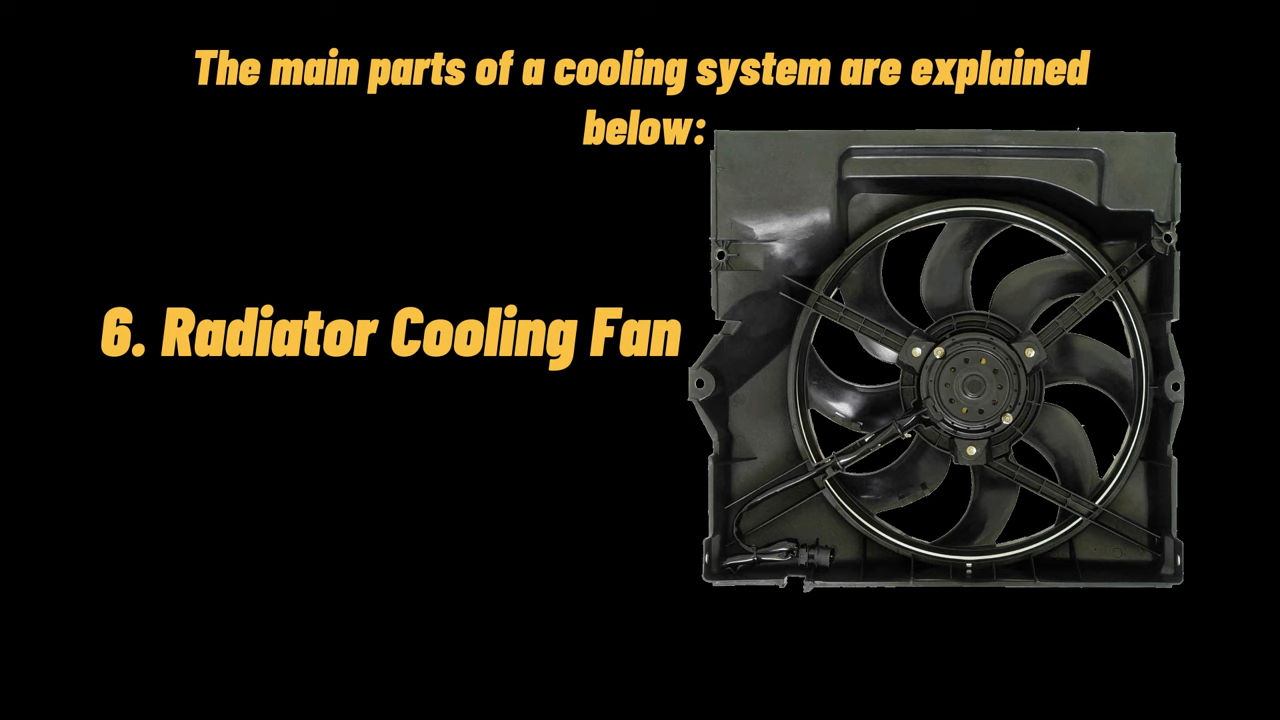 The main parts of a cooling system are explained
below:
6. Radiator Cooling Fan